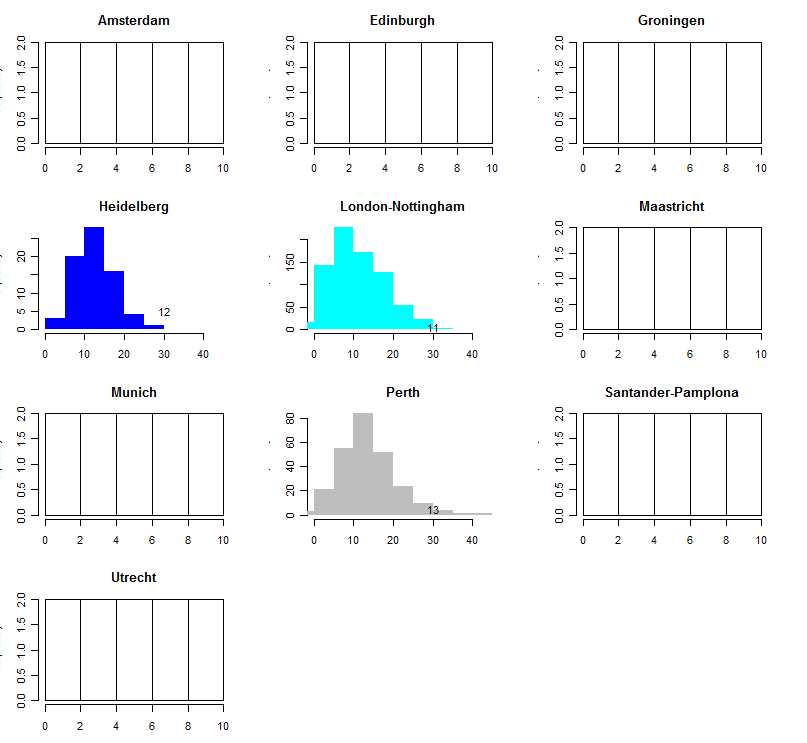 Amsterdam Edinburgh Groningen
2.0 2.0 2.0
1.5 1.5 1.5
1.0 1.0 1.0
0.5 0.5 0.5
0.0 0.0 0.0
0 2 4 6 8 10 0 2 4 6 8 10 0 2 4 6 8 10
Heidelberg London-Nottingham Maastricht
20 150 2.0
5 50 1.5
0 0 1.0
12 11 0.5
0.0
0 10 20 30 40 0 10 20 30 40 0 2 4 6 8 10
Munich Perth Santander-Pamplona
2.0 80 2.0
1.5 60 1.5
1.0 40 1.0
0.5 20 0.5
0.0 0 0.0
13
0 2 4 6 8 10 0 10 20 30 40 0 2 4 6 8 10
Utrecht
2.0
1.5
1.0
0.5
0.0
0 2 4 6 8 10